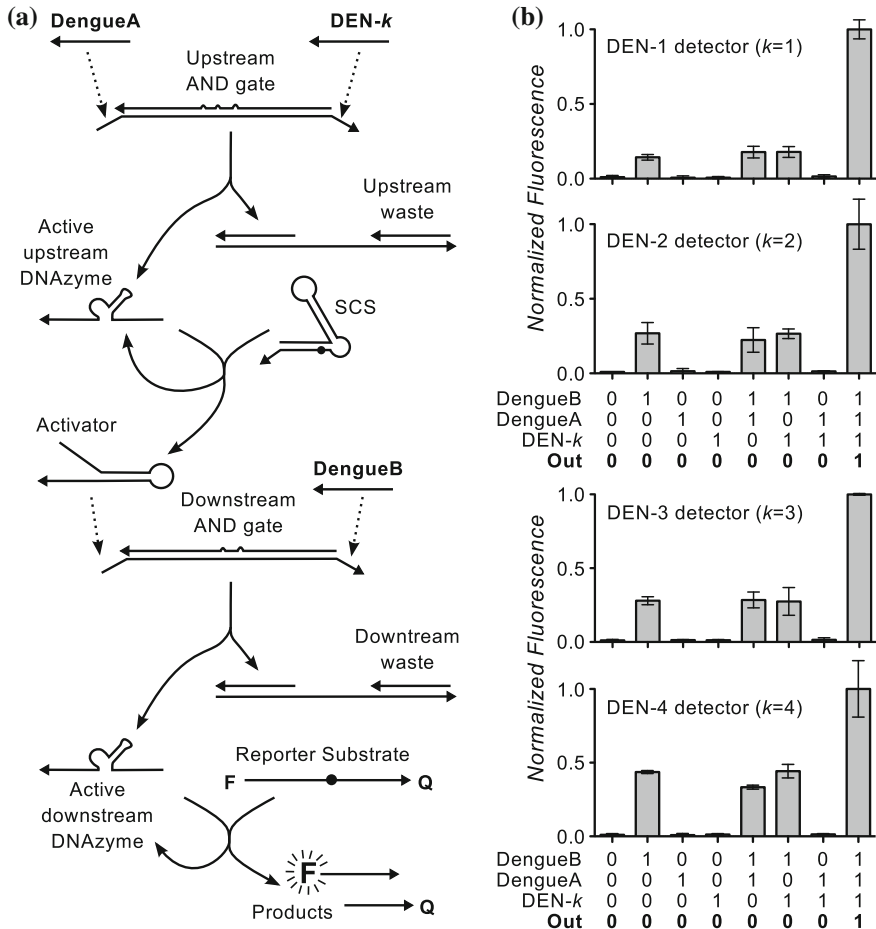 (a)
DengueA
DEN-k
Upstream
AND gate
Upstream
waste
Active
upstream
DNAzyme
SCS
Activator
DengueB
Downstream
AND gate
Downtream
waste
Reporter Substrate
F
Q
Active
downstream
DNAzyme
F
Products
Q
(b)
Normalized Fluorescence
1.0
DEN-1 detector (k=1)
0.5
0.0
1.0
DEN-2 detector (k=2)
0.5
0.0
DengueB 0 1 0 0 1 1 0 1
DengueA 0 0 1 0 1 0 1 1
DEN-k 0 0 0 1 0 1 1 1
Out 0 0 0 0 0 0 0 1
Normalized Fluorescence
1.0
DEN-3 detector (k=3)
0.5
0.0
1.0
DEN-4 detector (k=4)
0.5
0.0
DengueB 0 1 0 0 1 1 0 1
DengueA 0 0 1 0 1 0 1 1
DEN-k 0 0 0 1 0 1 1 1
Out 0 0 0 0 0 0 0 1